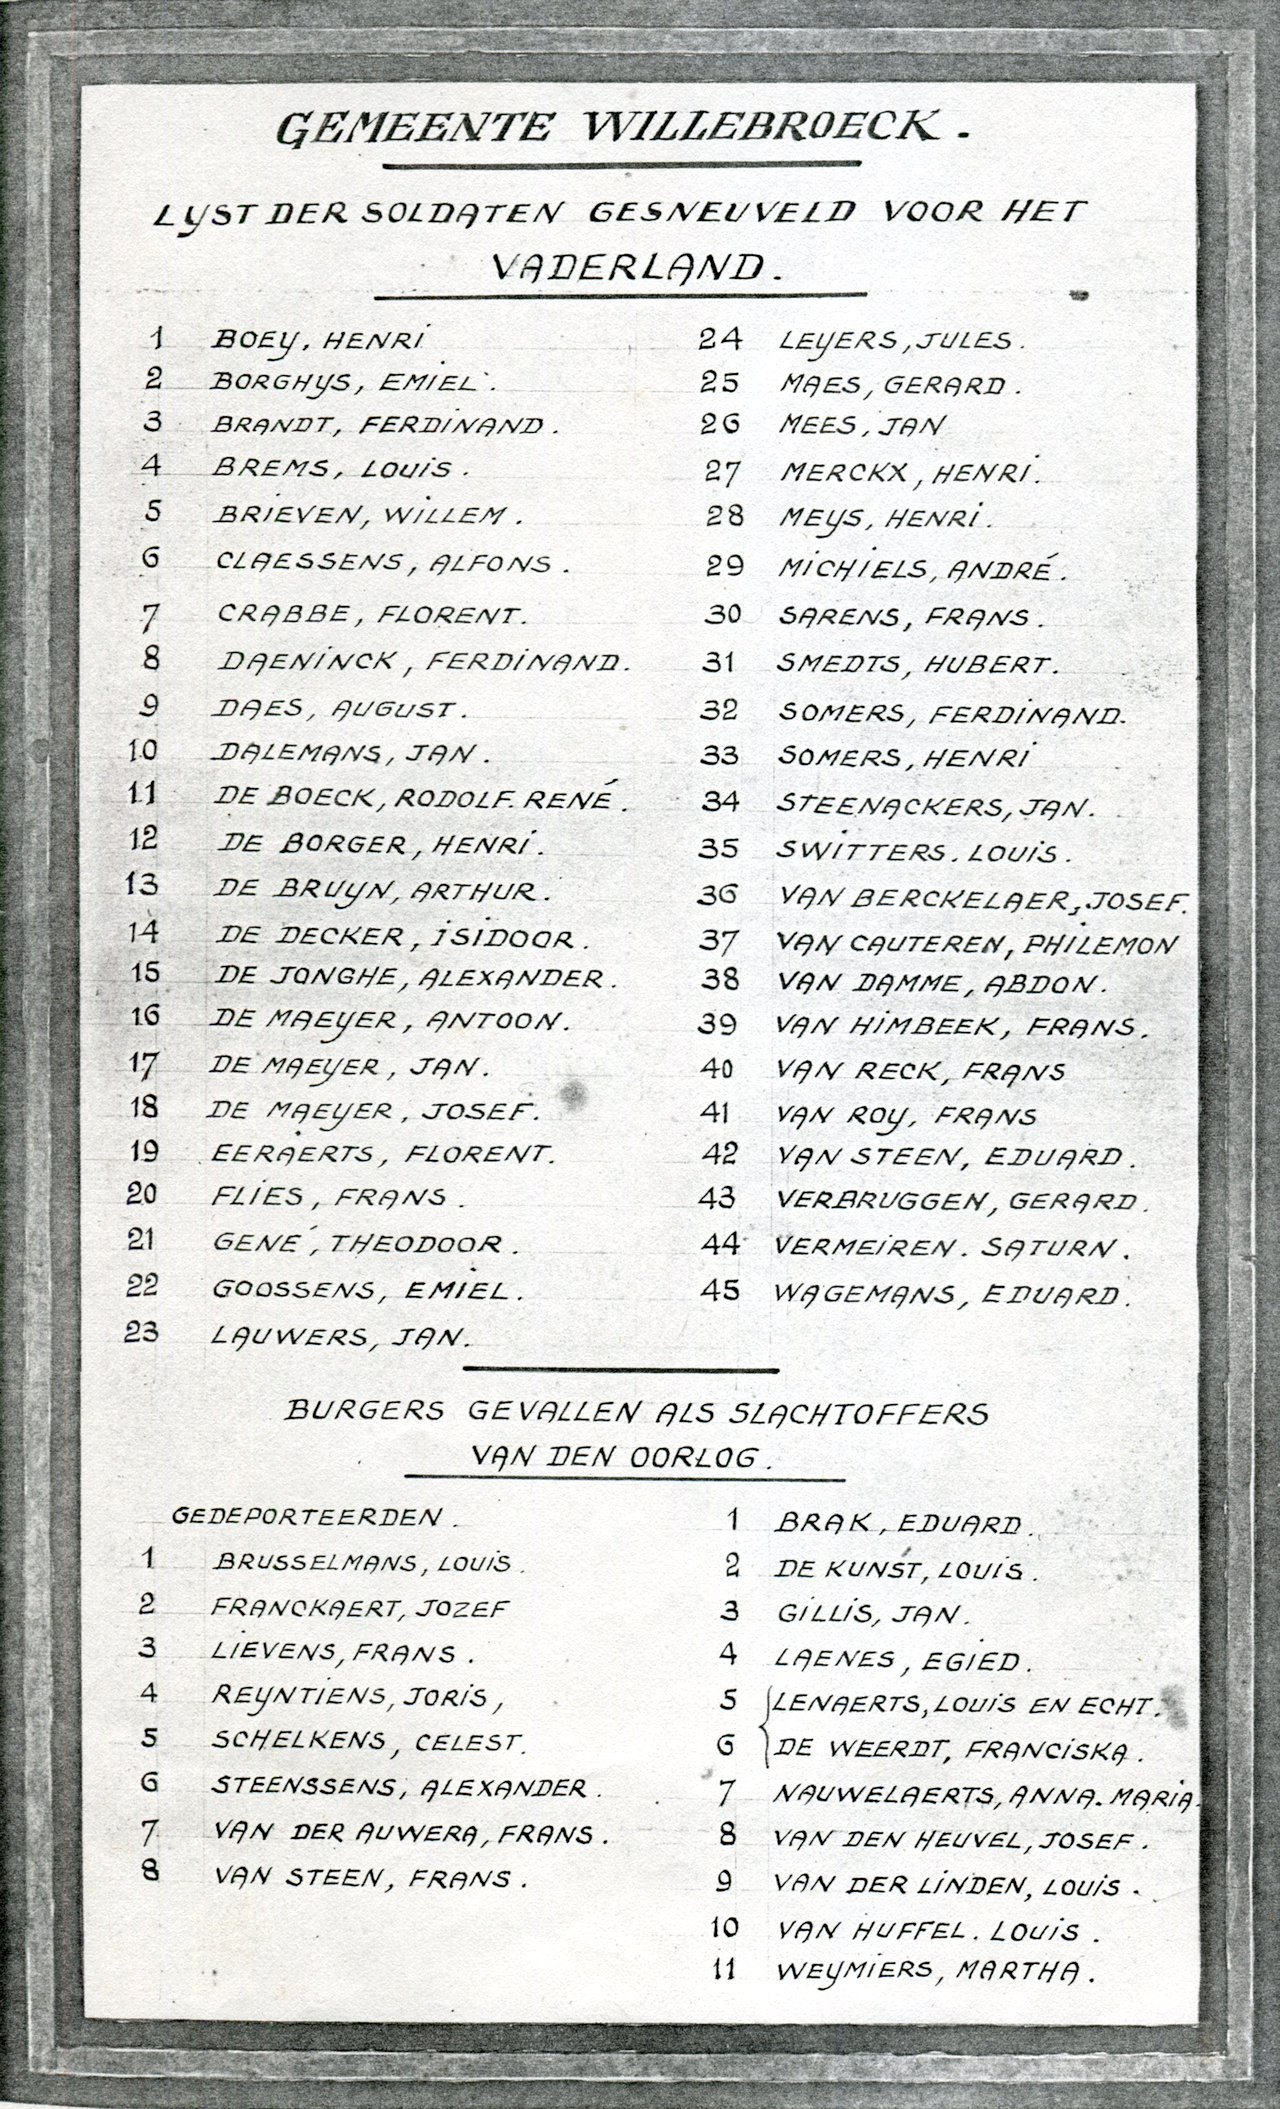 GEMEENTE WILLEBROECK.
LYST DER SOLDATEN GESNEUVELD VOOR HET
VADERLAND.
1 BOEY, HENRI
2 BORGHYS, EMIEL.
3 BRANDT, FERDINAND.
4 BREMS, LOUIS.
5 BRIEVEN, WILLEM.
6 CLAESSENS, ALFONS.
7 CRABBE, FLORENT.
8 DAENINCK, FERDINAND.
9 DAES, AUGUST.
10 DALEMANS, JAN.
11 DE BOECK, RODOLF. RENÉ.
12 DE BORGER, HENRI.
13 DE BRUYN, ARTHUR.
14 DE DECKER, ISIDOOR.
15 DE JONGHE, ALEXANDER.
16 DE MAEYER, ANTOON.
17 DE MAEYER, JAN.
18 DE MAEYER, JOSEF.
19 EERAERTS, FLORENT.
20 FLIES, FRANS.
21 GENÉ, THEODOOR.
22 GOOSSENS, EMIEL.
23 LAUWERS, JAN.
24 LEYERS, JULES.
25 MAES, GERARD.
26 MEES, JAN
27 MERCKX, HENRI.
28 MEYS, HENRI.
29 MICHIELS, ANDRÉ.
30 SARENS, FRANS.
31 SMEDTS, HUBERT.
32 SOMERS, FERDINAND.
33 SOMERS, HENRI
34 STEENACKERS, JAN.
35 SWITTERS. LOUIS.
36 VAN BERCKELAER, JOSEF.
37 VAN CAUTEREN, PHILEMON
38 VAN DAMME, ABDON.
39 VAN HIMBEEK, FRANS.
40 VAN RECK, FRANS
41 VAN ROY, FRANS
42 VAN STEEN, EDUARD.
43 VERBRUGGEN, GERARD.
44 VERMEIREN. SATURN.
45 WAGEMANS, EDUARD.
BURGERS GEVALLEN ALS SLACHTOFFERS
VAN DEN OORLOG.
GEDEPORTEERDEN.
1 BRUSSELMANS, LOUIS.
2 FRANCKAERT, JOZEF
3 LIEVENS, FRANS.
4 REYNTIENS, JORIS,
5 SCHELKENS, CELEST.
6 STEENSSENS, ALEXANDER.
7 VAN DER AUWERA, FRANS.
8 VAN STEEN, FRANS.
1 BRAK, EDUARD.
2 DE KUNST, LOUIS.
3 GILLIS, JAN.
4 LAENES, EGIED.
5 LENAERTS, LOUIS EN ECHT.
6 DE WEERDT, FRANCISKA.
7 NAUWELAERTS, ANNA. MARIA.
8 VAN DEN HEUVEL, JOSEF.
9 VAN DER LINDEN, LOUIS.
10 VAN HUFFEL. LOUIS.
11 WEYMIERS, MARTHA.